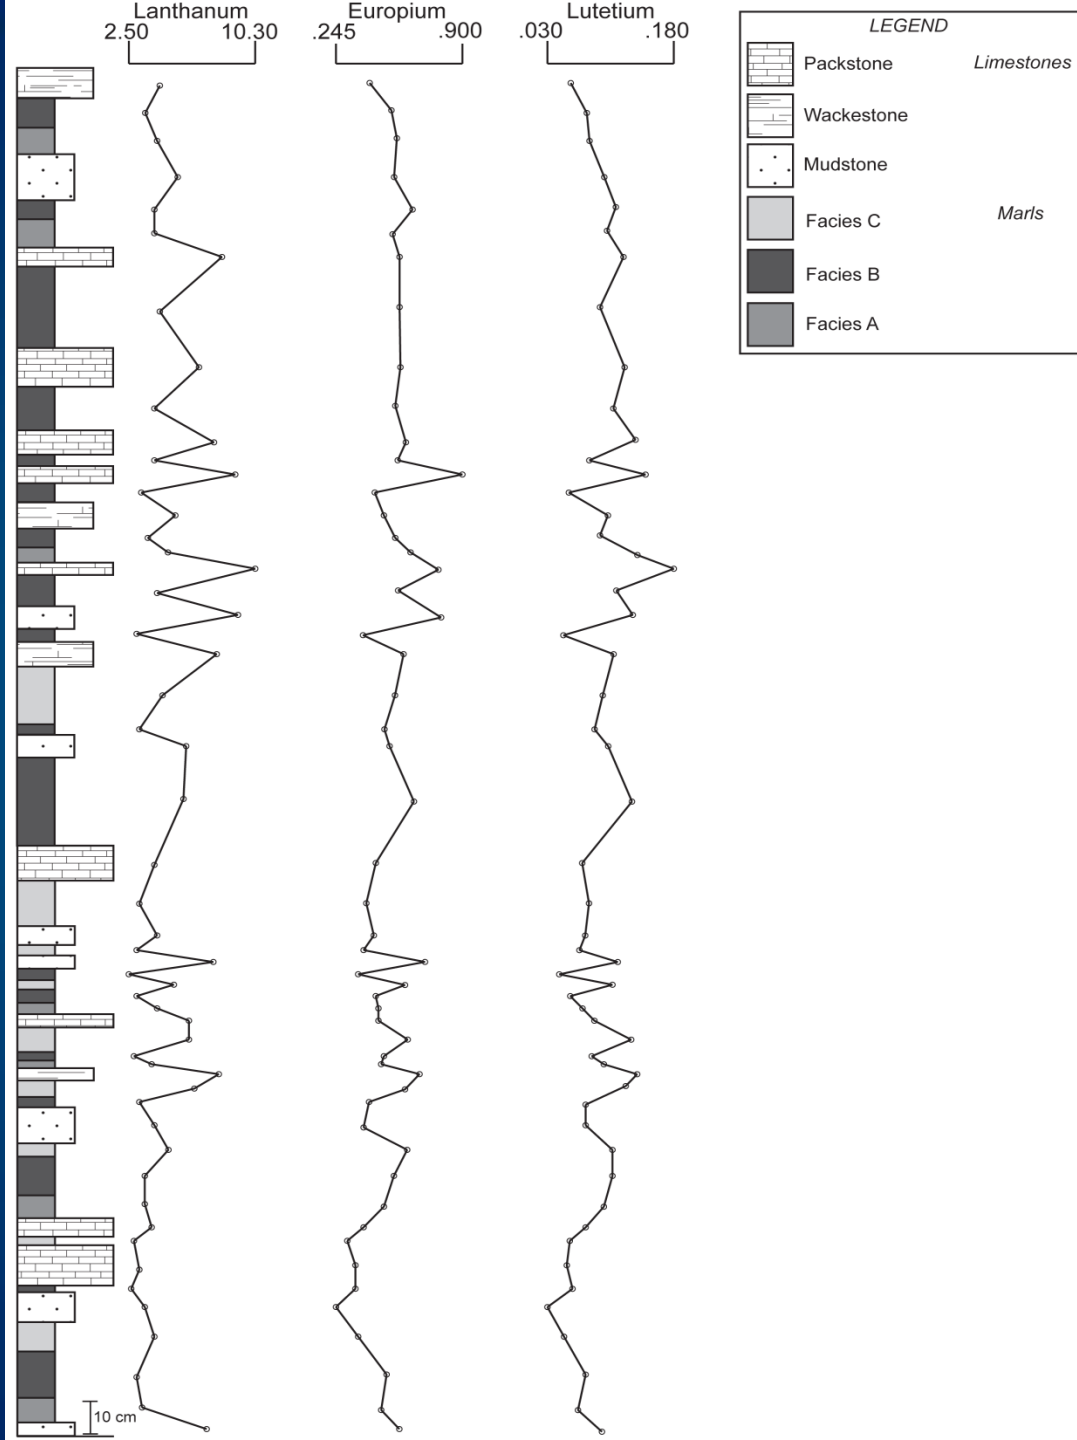 Lanthanum Europium Lutetium
2.50 10.30 .245 .900 .030 .180
LEGEND
Packstone Limestones
Wackestone
Mudstone
Facies C Marls
Facies B
Facies A
10 cm